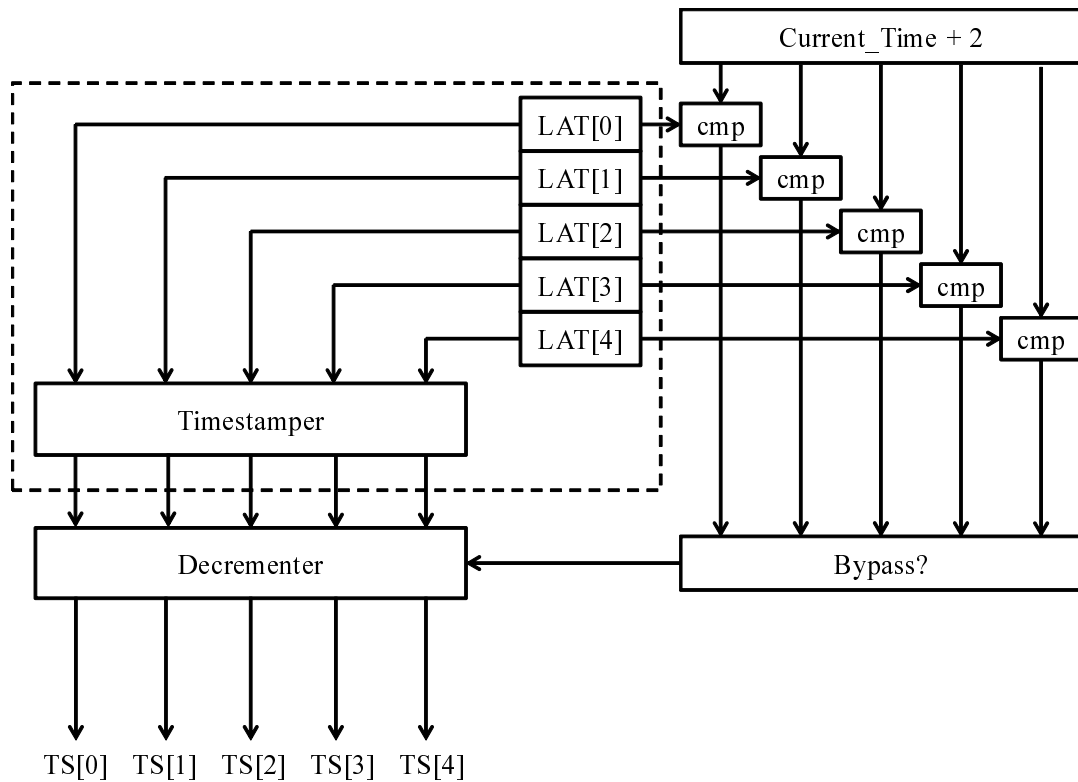 Current_Time + 2
LAT[0]
cmp
LAT[1]
cmp
LAT[2]
cmp
LAT[3]
cmp
LAT[4]
cmp
Timestamper
Decrementer
Bypass?
TS[0] TS[1] TS[2] TS[3] TS[4]